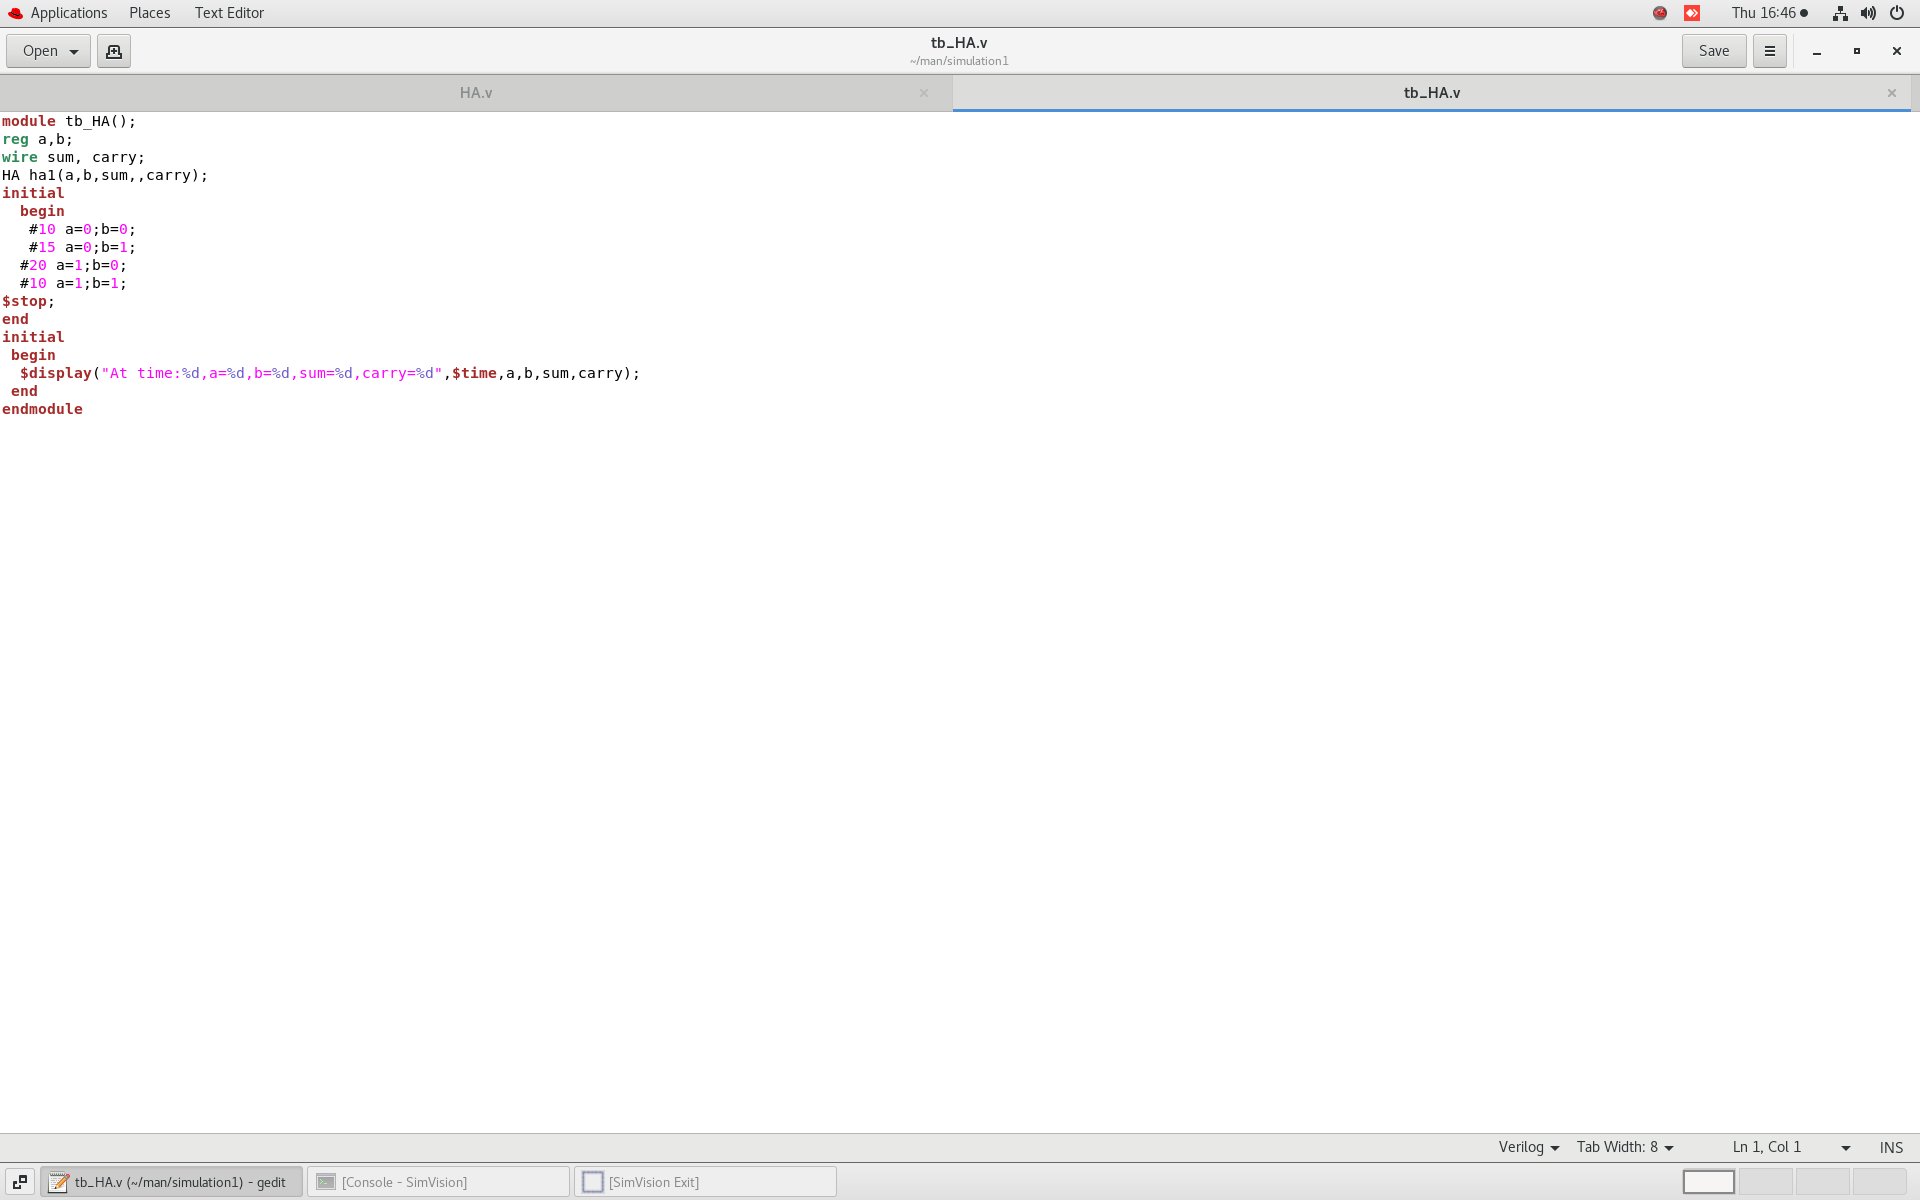 Applications Places Text Editor Thu 16:46
Open tb_HA.v Save
~/man/simulation1
HA.v tb_HA.v
module tb_HA();
reg a,b;
wire sum, carry;
HA ha1(a,b,sum,,carry);
initial
  begin
   #10 a=0;b=0;
   #15 a=0;b=1;
  #20 a=1;b=0;
  #10 a=1;b=1;
$stop;
end
initial
 begin
  $display("At time:%d,a=%d,b=%d,sum=%d,carry=%d",$time,a,b,sum,carry);
 end
endmodule
Verilog Tab Width: 8 Ln 1, Col 1 INS
tb_HA.v (~/man/simulation1) - gedit [Console - SimVision] [SimVision Exit]